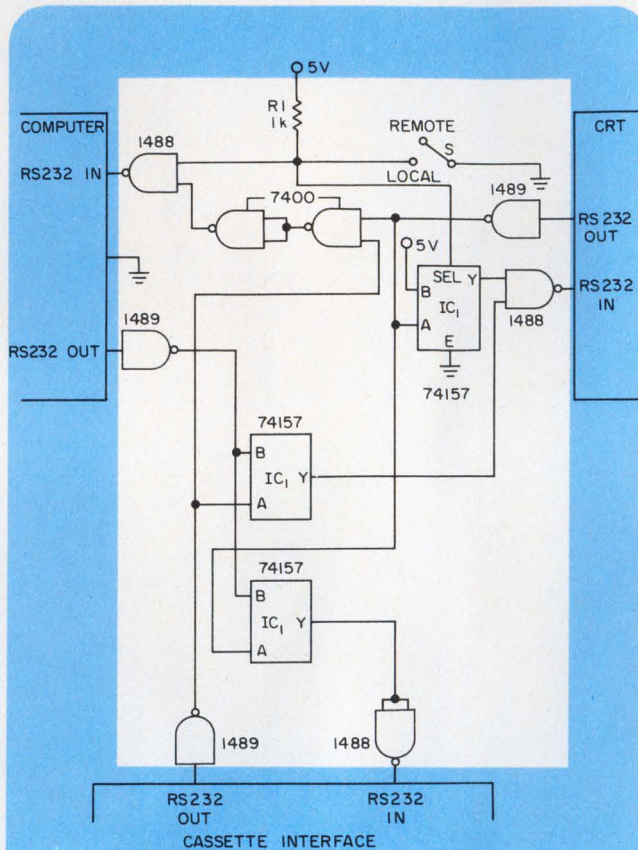 5V
R1
1k
COMPUTER
1488
REMOTE
CRT
RS232 IN
S
LOCAL
7400
1489
RS 232
OUT
5V
SEL Y
B
IC1
A
E
74157
1488
RS232
IN
1489
RS232 OUT
74157
B
IC1 Y
A
74157
B
IC1 Y
A
1489
1488
RS232
OUT
RS232
IN
CASSETTE INTERFACE